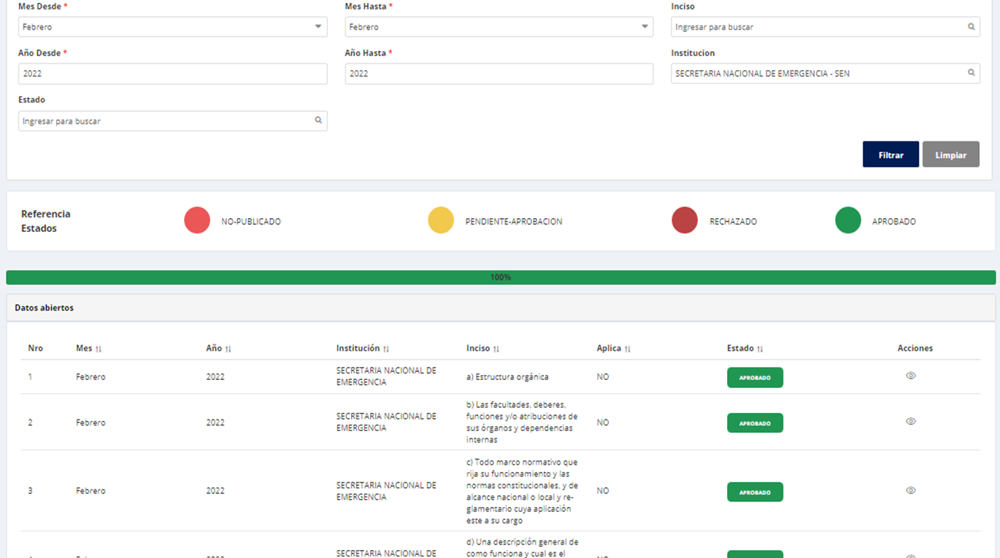 Mes Desde *
Mes Hasta *
Inciso
Febrero
Febrero
Ingresar para buscar
Año Desde *
Año Hasta *
Institucion
2022
2022
SECRETARIA NACIONAL DE EMERGENCIA - SEN
Estado
Ingresar para buscar
Filtrar
Limpiar
Referencia
Estados
NO-PUBLICADO
PENDIENTE-APROBACION
RECHAZADO
APROBADO
100%
Datos abiertos
Nro
Mes
Año
Institución
Inciso
Aplica
Estado
Acciones
1
Febrero
2022
SECRETARIA NACIONAL DE
EMERGENCIA
a) Estructura orgánica
NO
APROBADO
2
Febrero
2022
SECRETARIA NACIONAL DE
EMERGENCIA
b) Las facultades, deberes,
funciones y/o atribuciones de
sus órganos y dependencias
internas
NO
APROBADO
3
Febrero
2022
SECRETARIA NACIONAL DE
EMERGENCIA
c) Todo marco normativo que
rija su funcionamiento y las
normas constitucionales, y de
alcance nacional o local y re-
glamentario cuya aplicación
este a su cargo
NO
APROBADO
SECRETARIA NACIONAL DE
d) Una descripción general de
como funciona y cual es el